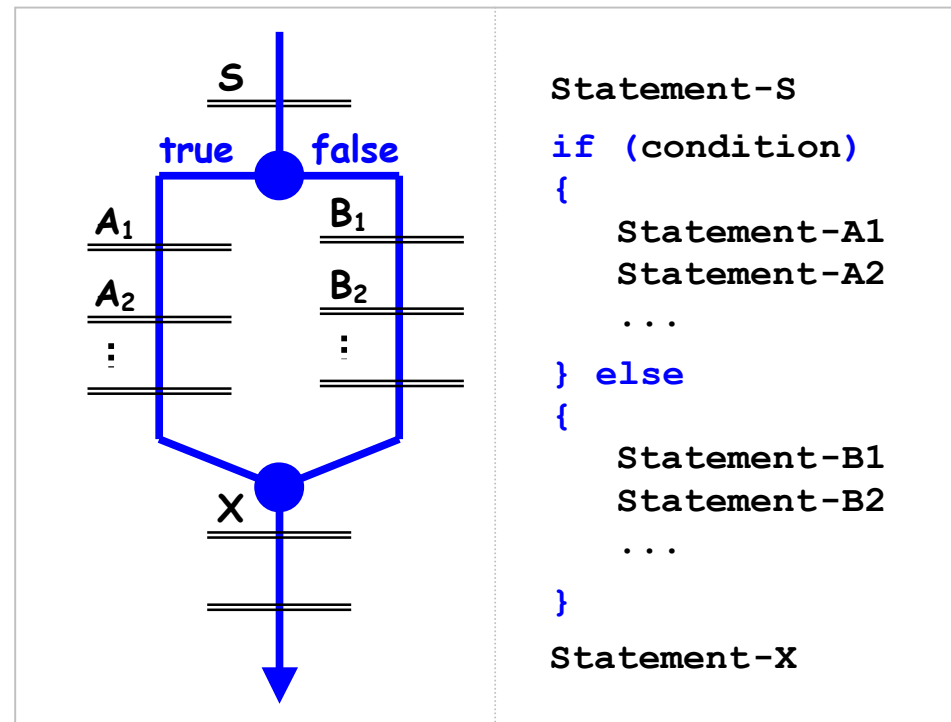 S
true false
A₁
B₁
A₂
B₂
⋮
⋮
X
Statement-S
if (condition)
{
Statement-A1
Statement-A2
...
} else
{
Statement-B1
Statement-B2
...
}
Statement-X